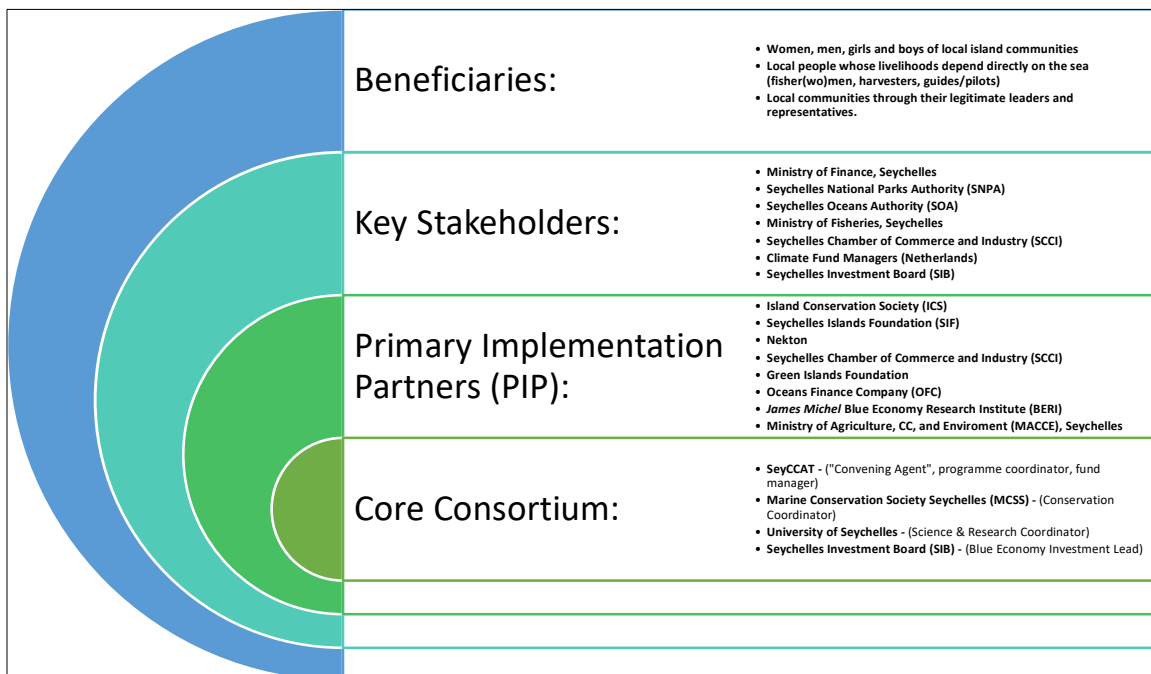 Beneficiaries:
• Women, men, girls and boys of local island communities
• Local people whose livelihoods depend directly on the sea
(fisher(wo)men, harvesters, guides/pilots)
• Local communities through their legitimate leaders and
representatives.
Key Stakeholders:
• Ministry of Finance, Seychelles
• Seychelles National Parks Authority (SNPA)
• Seychelles Oceans Authority (SOA)
• Ministry of Fisheries, Seychelles
• Seychelles Chamber of Commerce and Industry (SCCI)
• Climate Fund Managers (Netherlands)
• Seychelles Investment Board (SIB)
Primary Implementation
Partners (PIP):
• Island Conservation Society (ICS)
• Seychelles Islands Foundation (SIF)
• Nekton
• Seychelles Chamber of Commerce and Industry (SCCI)
• Green Islands Foundation
• Oceans Finance Company (OFC)
• James Michel Blue Economy Research Institute (BERI)
• Ministry of Agriculture, CC, and Enviroment (MACCE), Seychelles
Core Consortium:
• SeyCCAT - ("Convening Agent", programme coordinator, fund
manager)
• Marine Conservation Society Seychelles (MCSS) - (Conservation
Coordinator)
• University of Seychelles - (Science & Research Coordinator)
• Seychelles Investment Board (SIB) - (Blue Economy Investment Lead)